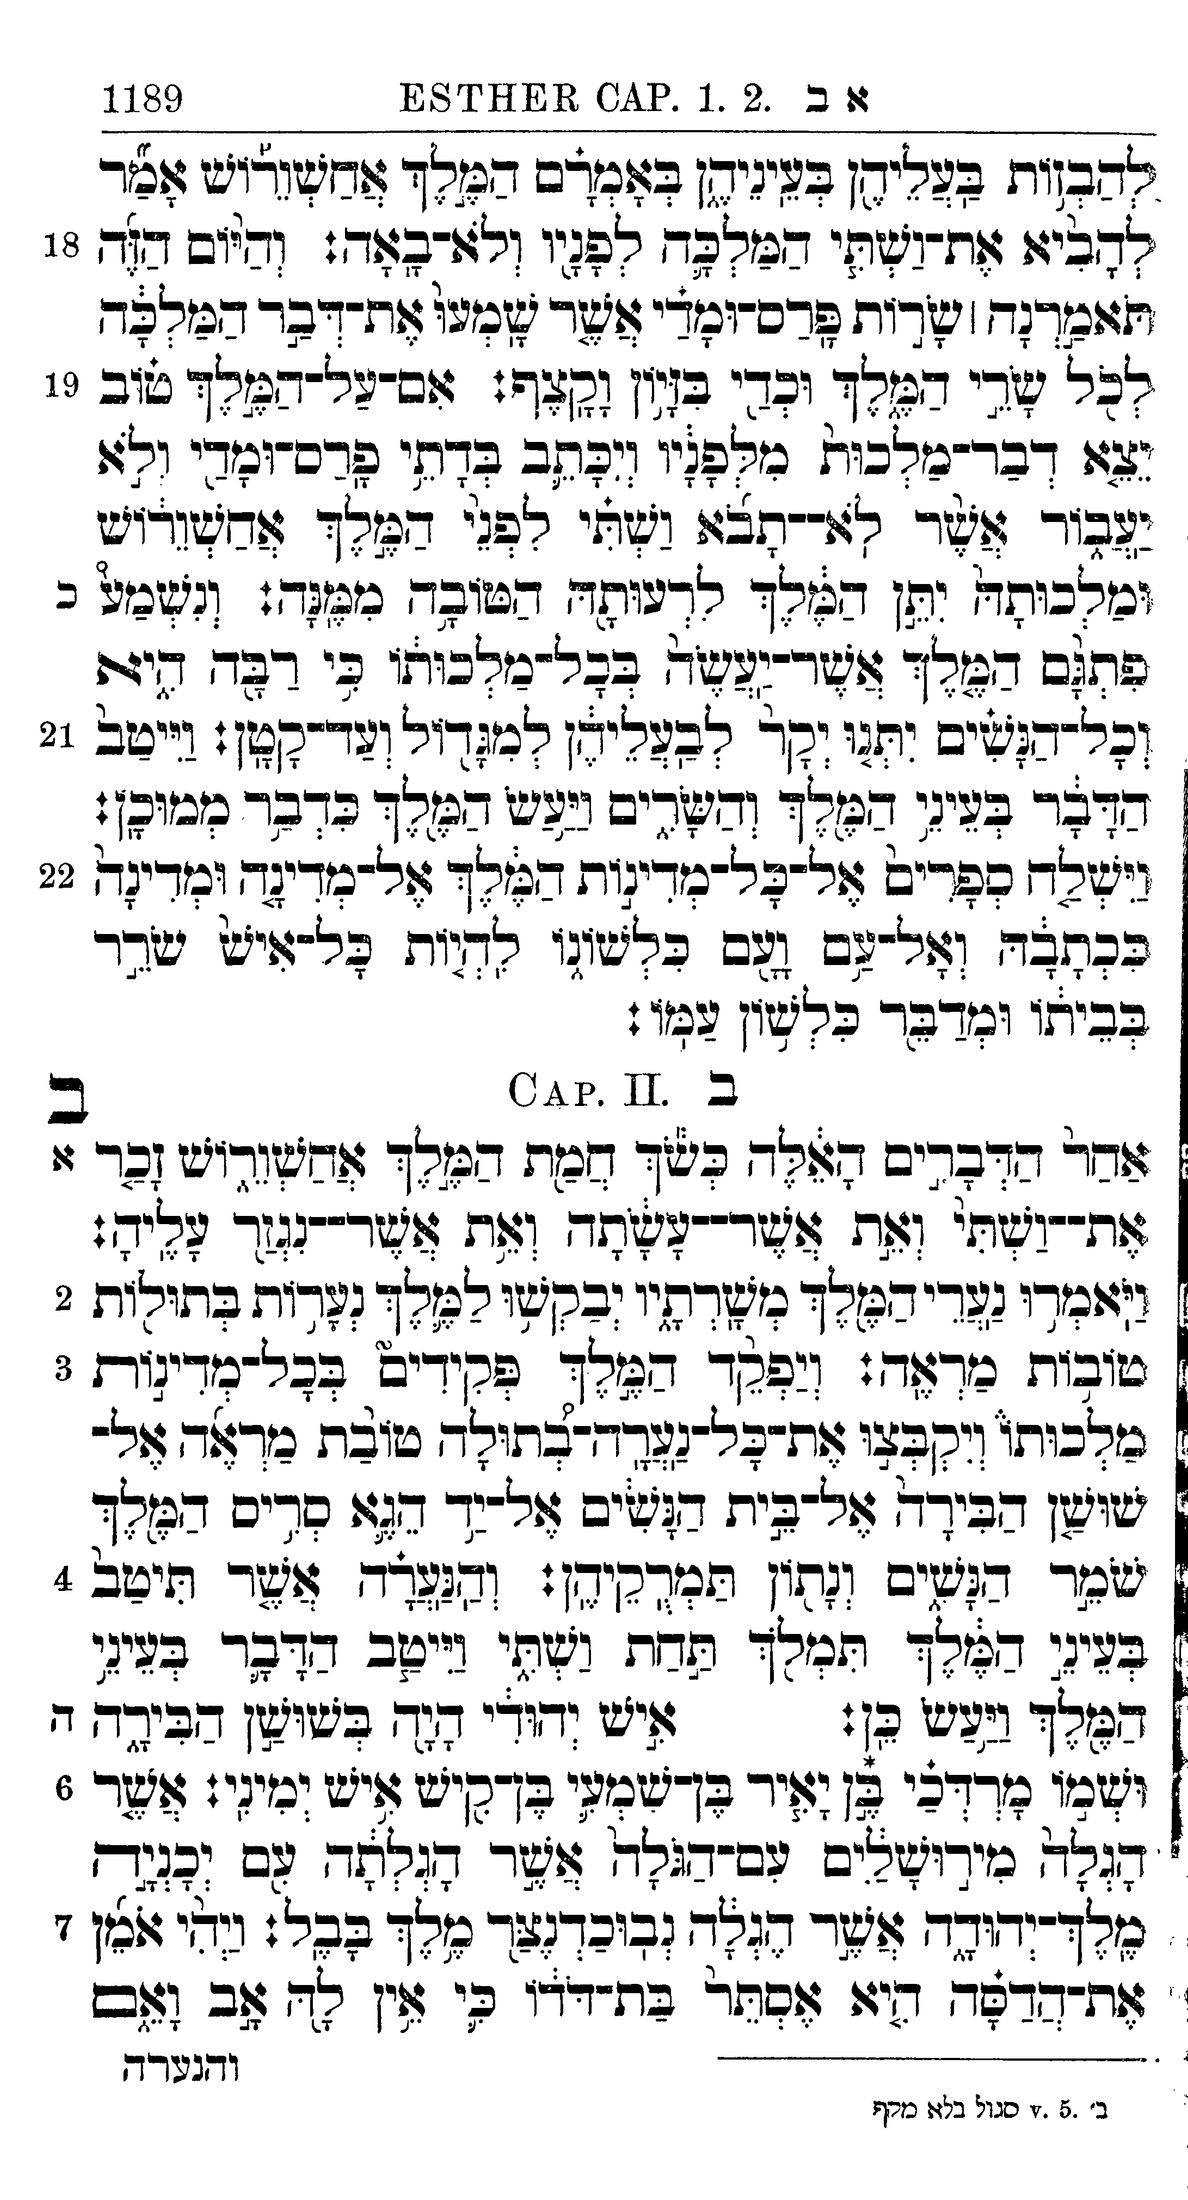 1189 ESTHER CAP. 1. 2. א ב
לְהַבְז֥וֹת בַּֽעֲלֵיהֶ֖ן בְּעֵֽינֵיהֶ֑ן בְּאָמְרָ֗ם הַמֶּ֣לֶךְ אֲחַשְׁוֵר֡וֹשׁ אָמַ֞ר
18 לְהָבִ֨יא אֶת־וַשְׁתִּ֧י הַמַּלְכָּ֛ה לְפָנָ֖יו וְלֹא־בָֽאָה׃ וְהַיּ֨וֹם הַזֶּ֜ה
תֹּאמַ֣רְנָה ׀ שָׂר֣וֹת פָּֽרַס־וּמָדַ֗י אֲשֶׁ֤ר שָֽׁמְעוּ֙ אֶת־דְּבַ֣ר הַמַּלְכָּ֔ה
19 לְכֹ֖ל שָׂרֵ֣י הַמֶּ֑לֶךְ וּכְדַ֖י בִּזָּי֥וֹן וָקָֽצֶף׃ אִם־עַל־הַמֶּ֣לֶךְ ט֗וֹב
יֵצֵ֤א דְבַר־מַלְכוּת֙ מִלְּפָנָ֔יו וְיִכָּתֵ֛ב בְּדָתֵ֥י פָֽרַס־וּמָדַ֖י וְלֹ֣א
יַֽעֲב֑וֹר אֲשֶׁ֨ר לֹֽא־תָב֜וֹא וַשְׁתִּ֗י לִפְנֵי֙ הַמֶּ֣לֶךְ אֲחַשְׁוֵר֔וֹשׁ
כ וּמַלְכוּתָהּ֙ יִתֵּ֣ן הַמֶּ֔לֶךְ לִרְעוּתָ֖הּ הַטּוֹבָ֥ה מִמֶּֽנָּה׃ וְנִשְׁמַע֩
פִּתְגָ֨ם הַמֶּ֤לֶךְ אֲשֶֽׁר־יַֽעֲשֶׂה֙ בְּכָל־מַלְכוּת֔וֹ כִּ֥י רַבָּ֖ה הִ֑יא
21 וְכָל־הַנָּשִׁ֗ים יִתְּנ֤וּ יְקָר֙ לְבַֽעֲלֵיהֶ֔ן לְמִגָּד֖וֹל וְעַד־קָטָֽן׃ וַיִּיטַב֙
הַדָּבָ֔ר בְּעֵינֵ֥י הַמֶּ֖לֶךְ וְהַשָּׂרִ֑ים וַיַּ֥עַשׂ הַמֶּ֖לֶךְ כִּדְבַ֥ר מְמוּכָֽן׃
22 וַיִּשְׁלַ֤ח סְפָרִים֙ אֶל־כָּל־מְדִינ֣וֹת הַמֶּ֔לֶךְ אֶל־מְדִינָ֤ה וּמְדִינָה֙
כִּכְתָבָ֔הּ וְאֶל־עַ֥ם וָעָ֖ם כִּלְשׁוֹנ֑וֹ לִֽהְי֤וֹת כָּל־אִישׁ֙ שֹׂרֵ֣ר
בְּבֵית֔וֹ וּמְדַבֵּ֖ר כִּלְשׁ֥וֹן עַמּֽוֹ׃
ב CAP. II. ב
א אַחַר֙ הַדְּבָרִ֣ים הָאֵ֔לֶּה כְּשֹׁ֕ךְ חֲמַ֖ת הַמֶּ֣לֶךְ אֲחַשְׁוֵר֑וֹשׁ זָכַ֤ר
אֶת־וַשְׁתִּי֙ וְאֵ֣ת אֲשֶׁר־עָשָׂ֔תָה וְאֵ֥ת אֲשֶׁר־נִגְזַ֖ר עָלֶֽיהָ׃
2 וַיֹּֽאמְר֥וּ נַֽעֲרֵי הַמֶּ֖לֶךְ מְשָֽׁרְתָ֑יו יְבַקְשׁ֥וּ לַמֶּ֛לֶךְ נְעָר֥וֹת בְּתוּל֖וֹת
3 טוֹב֥וֹת מַרְאֶֽה׃ וְיַפְקֵ֨ד הַמֶּ֣לֶךְ פְּקִידִים֮ בְּכָל־מְדִינ֣וֹת
מַלְכוּתוֹ֒ וְיִקְבְּצ֣וּ אֶת־כָּל־נַֽעֲרָֽה־בְ֠תוּלָה טוֹבַ֨ת מַרְאֶ֜ה אֶל־
שׁוּשַׁ֤ן הַבִּירָה֙ אֶל־בֵּ֣ית הַנָּשִׁ֔ים אֶל־יַ֥ד הֵגֶ֛א סְרִ֥יס הַמֶּ֖לֶךְ
4 שֹׁמֵ֣ר הַנָּשִׁ֑ים וְנָת֖וֹן תַּמְרֻֽקֵיהֶֽן׃ וְהַֽנַּעֲרָ֗ה אֲשֶׁ֤ר תִּיטַב֙
בְּעֵינֵ֣י הַמֶּ֔לֶךְ תִּמְלֹ֖ךְ תַּ֣חַת וַשְׁתִּ֑י וַיִּיטַ֧ב הַדָּבָ֛ר בְּעֵינֵ֥י
ה הַמֶּ֖לֶךְ וַיַּ֥עַשׂ כֵּֽן׃ אִ֣ישׁ יְהוּדִ֔י הָיָ֖ה בְּשׁוּשַׁ֣ן הַבִּירָ֑ה
6 וּשְׁמ֣וֹ מָרְדְּכַ֗י בֶּ֣*ן יָאִ֧יר בֶּן־שִׁמְעִ֛י בֶּן־קִ֖ישׁ אִ֥ישׁ יְמִינִֽי׃ אֲשֶׁ֤ר
הָגְלָה֙ מִיר֣וּשָׁלַ֔יִם עִם־הַגֹּלָה֙ אֲשֶׁ֣ר הָגְלְתָ֔ה עִ֖ם יְכָנְיָ֣ה
7 מֶֽלֶךְ־יְהוּדָ֑ה אֲשֶׁ֣ר הֶגְלָ֔ה נְבֽוּכַדְנֶצַּ֖ר מֶ֥לֶךְ בָּבֶֽל׃ וַיְהִ֨י אֹמֵ֜ן
אֶת־הֲדַסָּ֗ה הִ֤יא אֶסְתֵּר֙ בַּת־דֹּד֔וֹ כִּ֛י אֵ֥ין לָ֖הּ אָ֣ב וָאֵ֑ם
והנערה
ב׳ v. 5. סגול בלא מקף